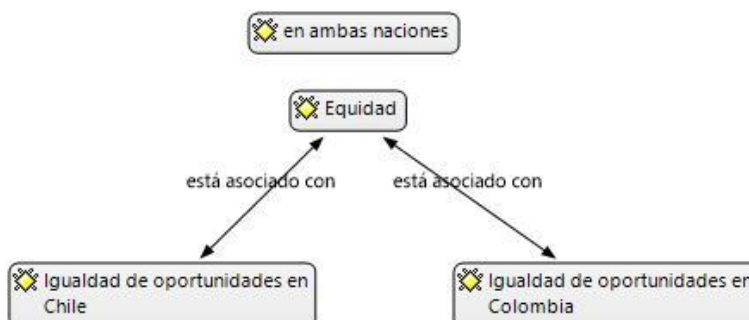 en ambas naciones
Equidad
está asociado con
está asociado con
Igualdad de oportunidades en
Chile
Igualdad de oportunidades en
Colombia